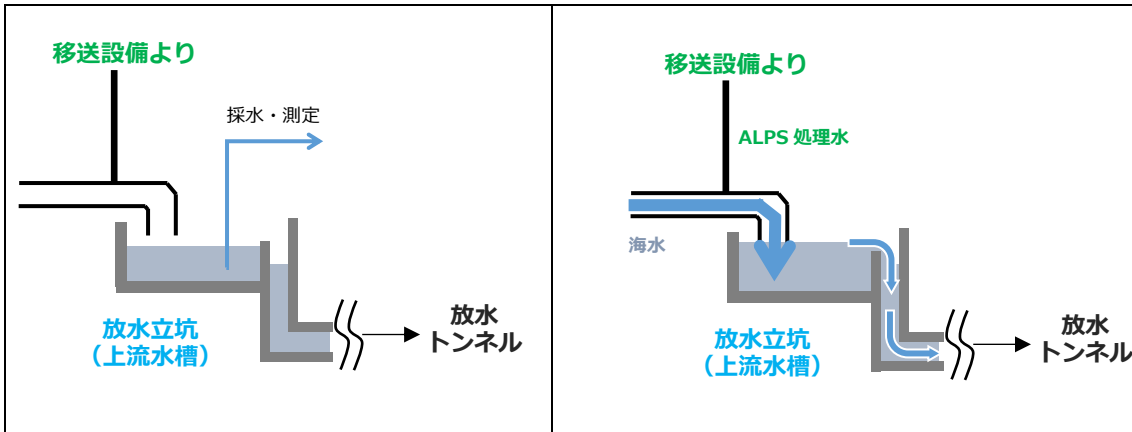 移送設備より
採水・測定
放水立坑
（上流水槽）
放水
トンネル
移送設備より
ALPS 処理水
海水
放水立坑
（上流水槽）
放水
トンネル